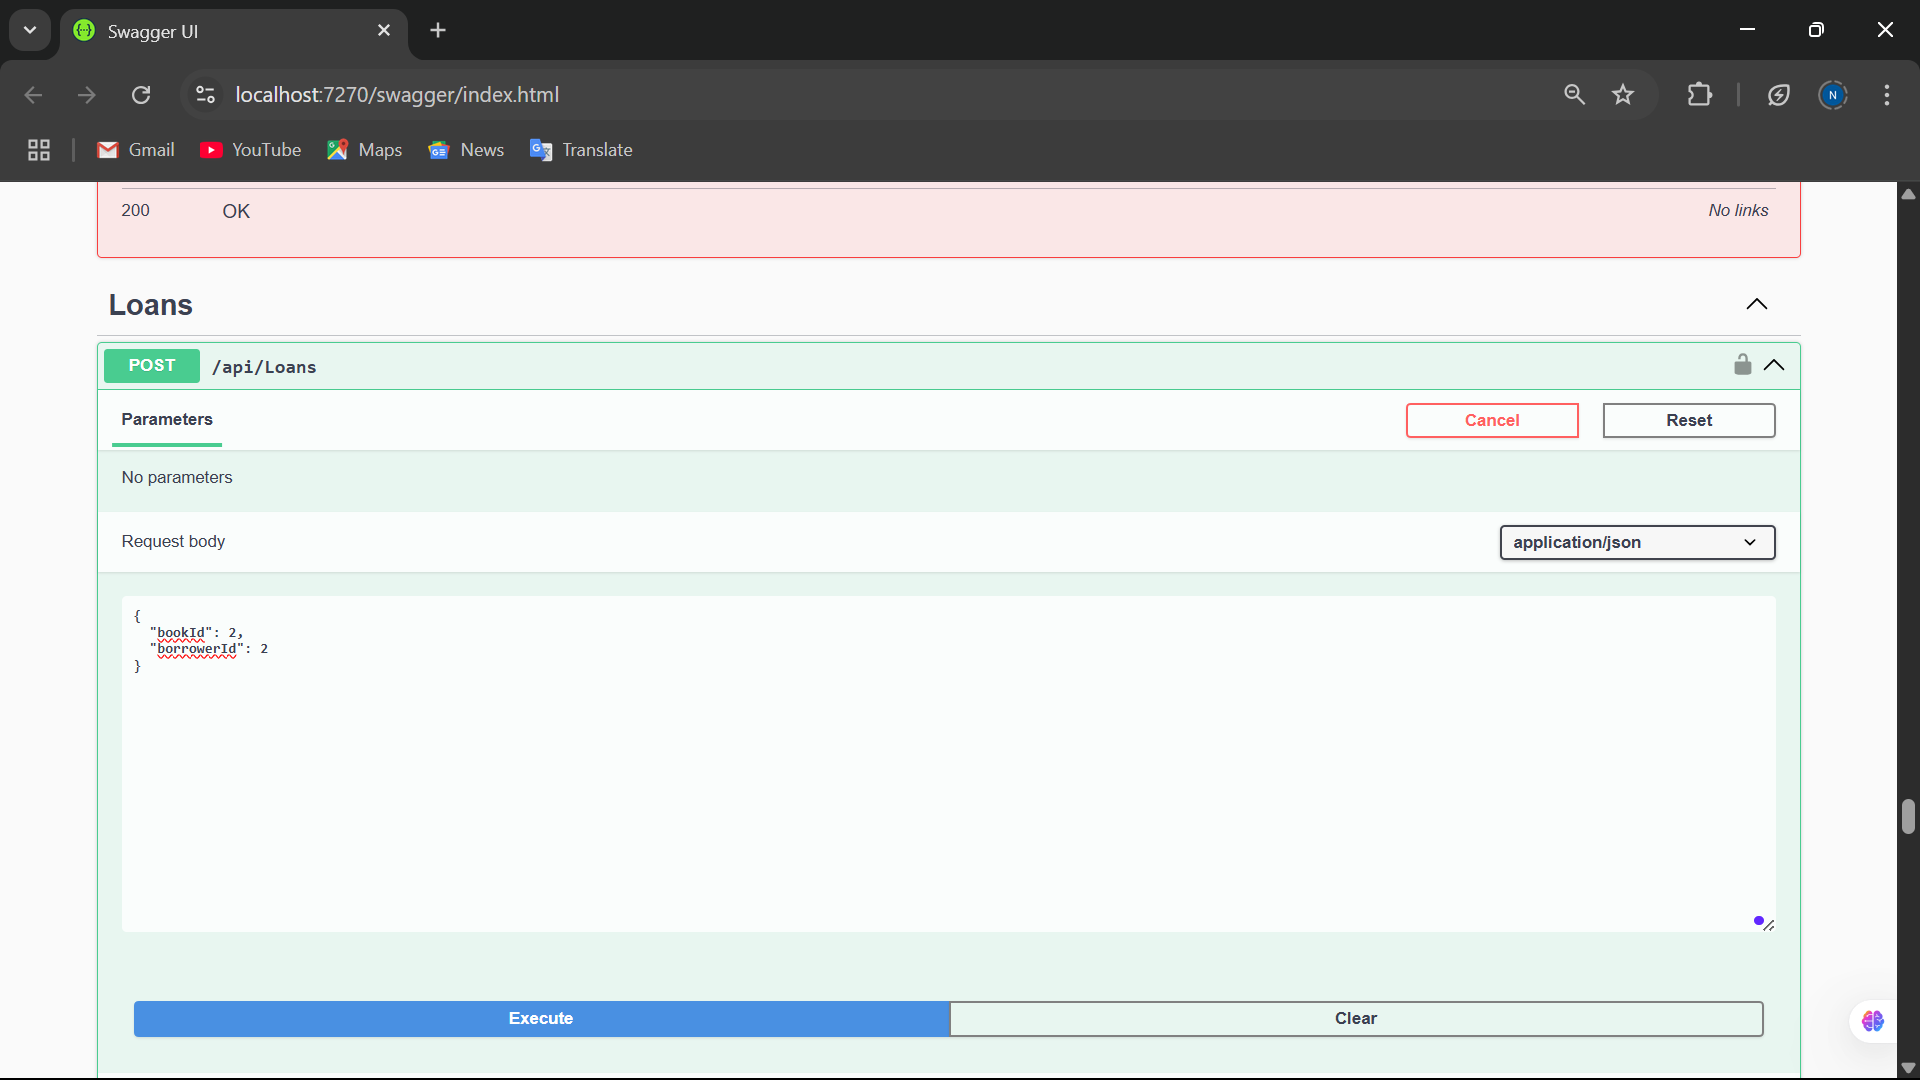 Swagger UI
localhost:7270/swagger/index.html
N
Gmail
YouTube
Maps
News
Translate
200 OK No links
Loans
POST /api/Loans
Parameters
Cancel
Reset
No parameters
Request body
application/json
{
"bookId": 2,
"borrowerId": 2
}
Execute
Clear